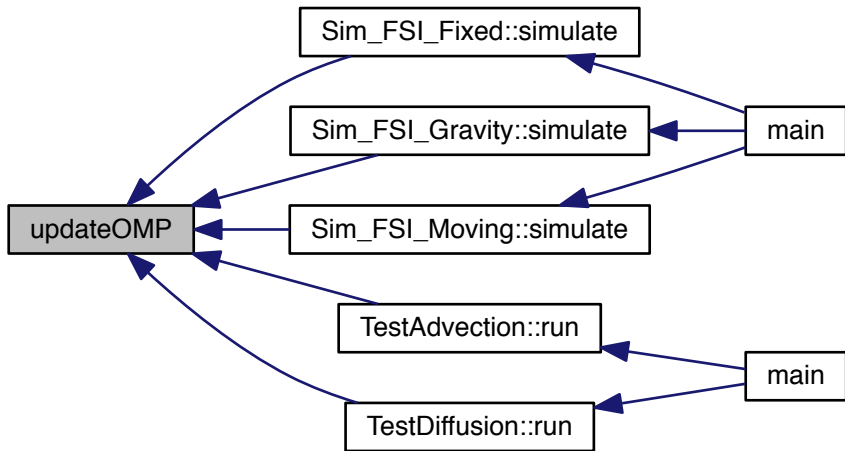 Sim_FSI_Fixed::simulate
Sim_FSI_Gravity::simulate
main
updateOMP
Sim_FSI_Moving::simulate
TestAdvection::run
main
TestDiffusion::run